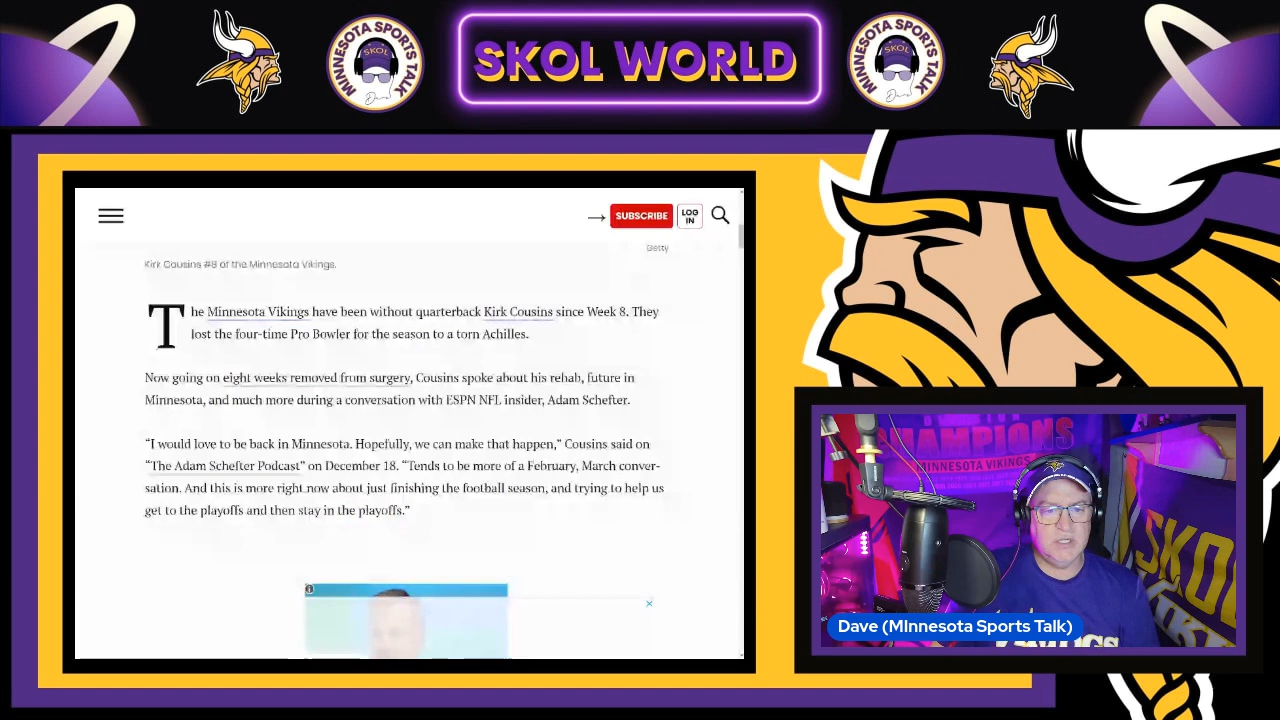 MINNESOTA SPORTS TALK
SKOL
Dave
SKOL WORLD
MINNESOTA SPORTS TALK
SKOL
Dave
SUBSCRIBE
LOG
IN
Getty
Kirk Cousins #8 of the Minnesota Vikings.
The Minnesota Vikings have been without quarterback Kirk Cousins since Week 8. They
lost the four-time Pro Bowler for the season to a torn Achilles.
Now going on eight weeks removed from surgery, Cousins spoke about his rehab, future in
Minnesota, and much more during a conversation with ESPN NFL insider, Adam Schefter.
“I would love to be back in Minnesota. Hopefully, we can make that happen,” Cousins said on
“The Adam Schefter Podcast” on December 18. “Tends to be more of a February, March conver-
sation. And this is more right now about just finishing the football season, and trying to help us
get to the playoffs and then stay in the playoffs.”
CHAMPIONS
MINNESOTA VIKINGS
SKOL
Dave (MInnesota Sports Talk)